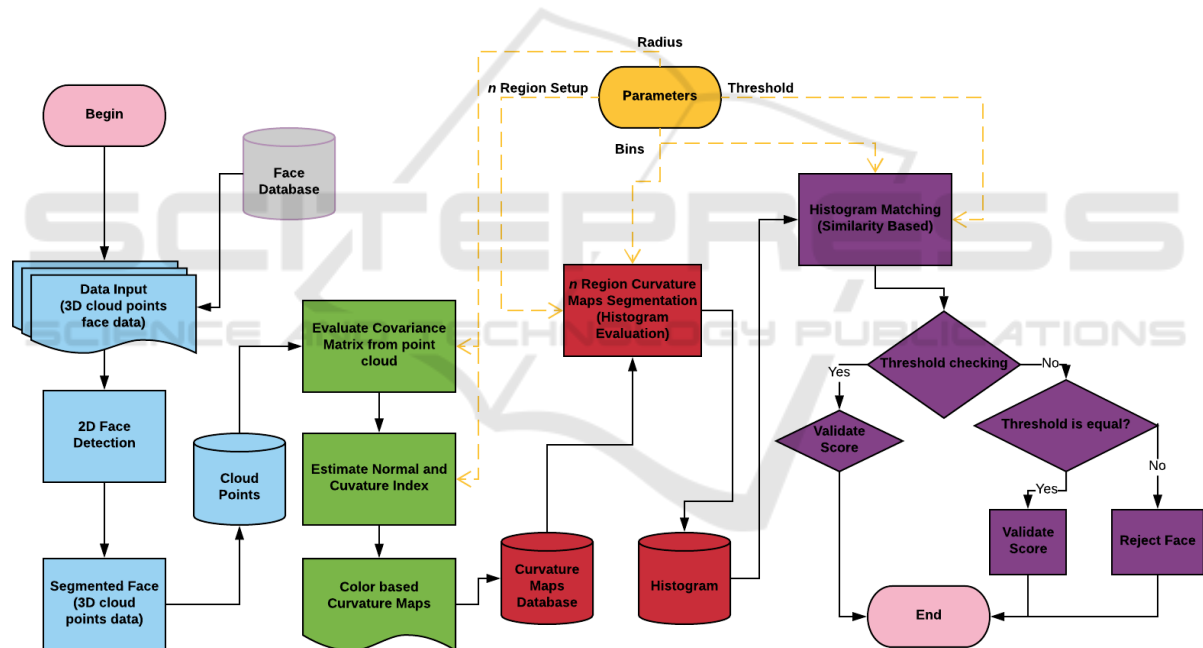 Radius
n Region Setup
Parameters
Threshold
Bins
Begin
Face
Database
Data Input
(3D cloud points
face data)
2D Face
Detection
Segmented Face
(3D cloud
points data)
Cloud
Points
Evaluate Covariance
Matrix from point
cloud
Estimate Normal and
Cuvature Index
Color based
Curvature Maps
Curvature
Maps
Database
n Region Curvature
Maps Segmentation
(Histogram
Evaluation)
Histogram
Histogram Matching
(Similarity Based)
Threshold checking
Yes
No
Validate
Score
Threshold is equal?
Yes
No
Validate
Score
Reject Face
End
SCITEPRESS
SCIENCE AND TECHNOLOGY PUBLICATIONS